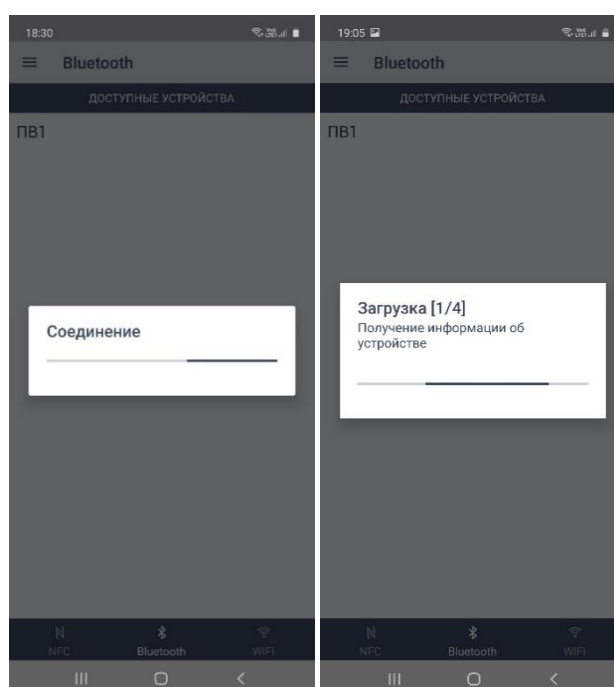 18:30
Bluetooth
ДОСТУПНЫЕ УСТРОЙСТВА
ПВ1
Соединение
NFC
Bluetooth
WIFI
19:05
Bluetooth
ДОСТУПНЫЕ УСТРОЙСТВА
ПВ1
Загрузка [1/4]
Получение информации об
устройстве
NFC
Bluetooth
WIFI